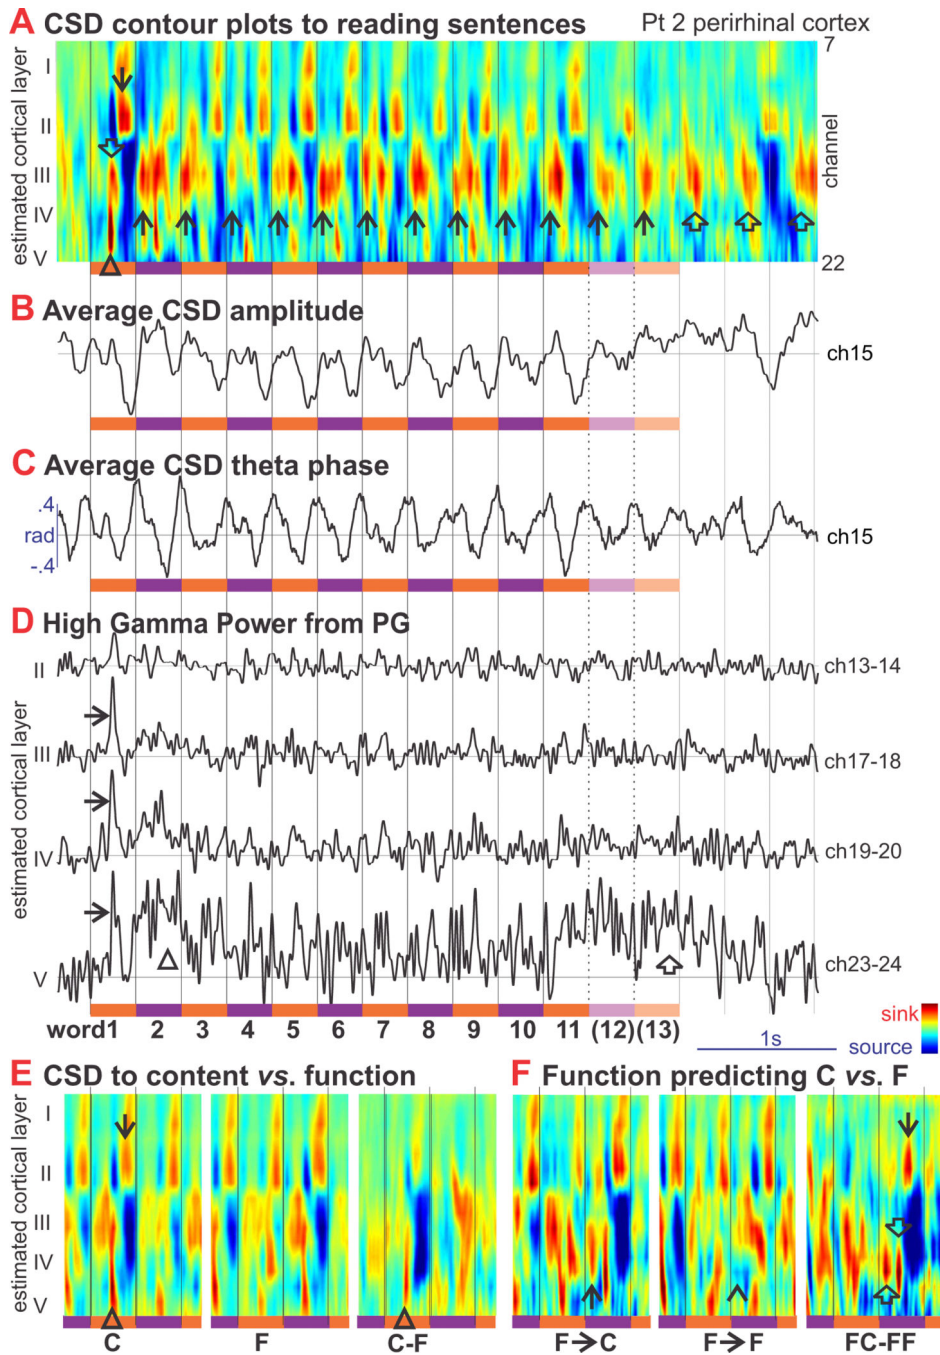 A CSD contour plots to reading sentences Pt 2 perirhinal cortex
7
I
II
III
IV
V
estimated cortical layer
channel
22
B Average CSD amplitude
ch15
C Average CSD theta phase
.4
rad
-.4
ch15
D High Gamma Power from PG
II
ch13-14
III
ch17-18
IV
ch19-20
V
ch23-24
estimated cortical layer
word1 2 3 4 5 6 7 8 9 10 11 (12) (13)
1s
sink
source
E CSD to content vs. function
F Function predicting C vs. F
I
II
III
IV
V
estimated cortical layer
C F C-F F→C F→F FC-FF